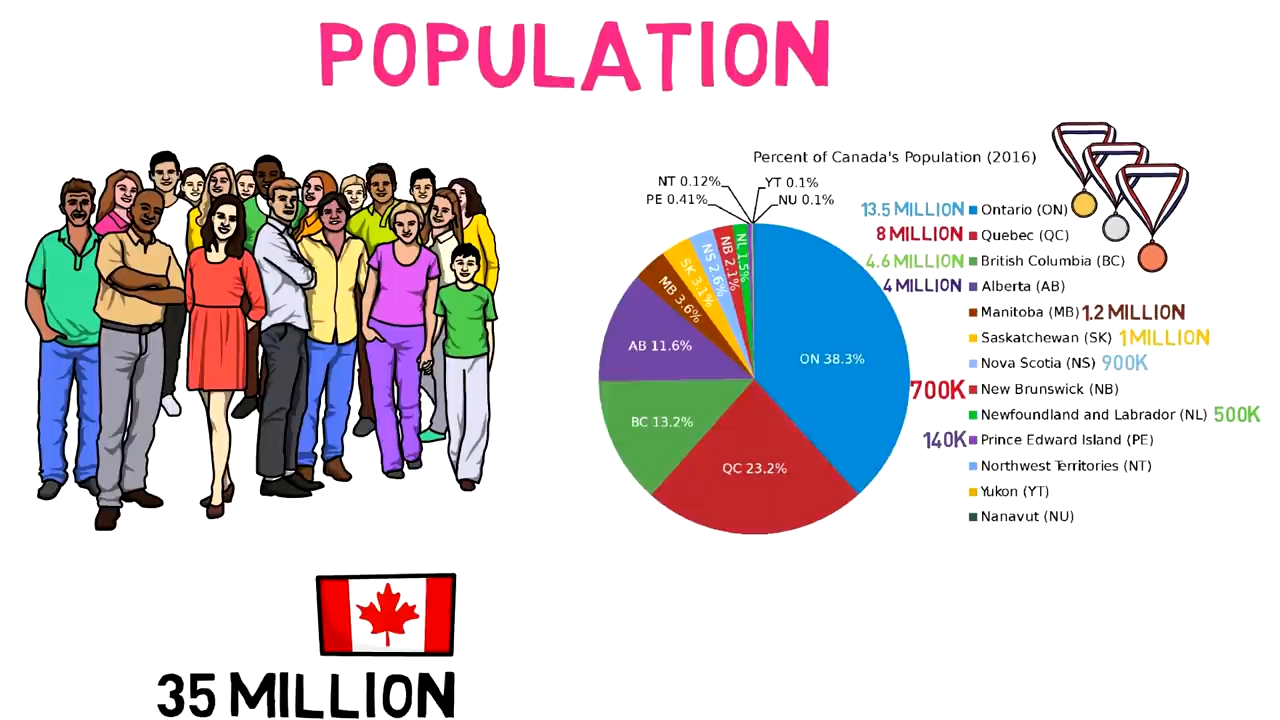 POPULATION
Percent of Canada's Population (2016)
NT 0.12%
YT 0.1%
PE 0.41%
NU 0.1%
ON 38.3%
QC 23.2%
BC 13.2%
AB 11.6%
MB 3.6%
SK 3.1%
NS 2.6%
NB 2.1%
NL 1.5%
13.5 MILLION Ontario (ON)
8 MILLION Quebec (QC)
4.6 MILLION British Columbia (BC)
4 MILLION Alberta (AB)
Manitoba (MB) 1.2 MILLION
Saskatchewan (SK) 1 MILLION
Nova Scotia (NS) 900K
700K New Brunswick (NB)
Newfoundland and Labrador (NL) 500K
140K Prince Edward Island (PE)
Northwest Territories (NT)
Yukon (YT)
Nanavut (NU)
35 MILLION